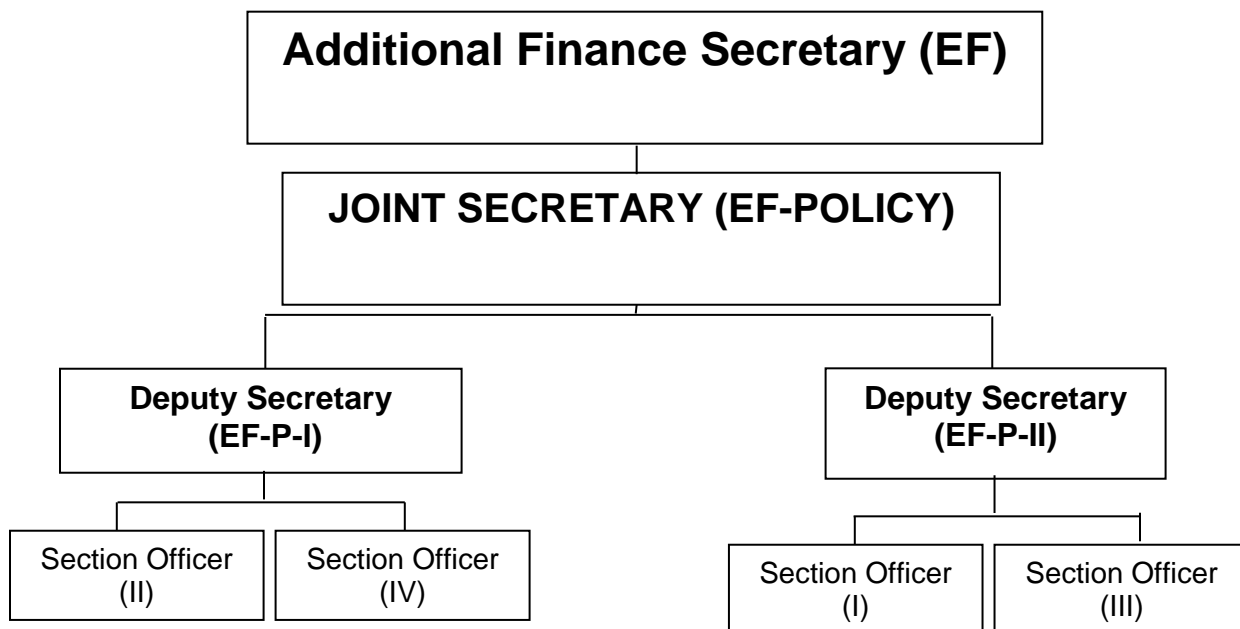 Additional Finance Secretary (EF)
JOINT SECRETARY (EF-POLICY)
Deputy Secretary
(EF-P-I)
Deputy Secretary
(EF-P-II)
Section Officer
(II)
Section Officer
(IV)
Section Officer
(I)
Section Officer
(III)